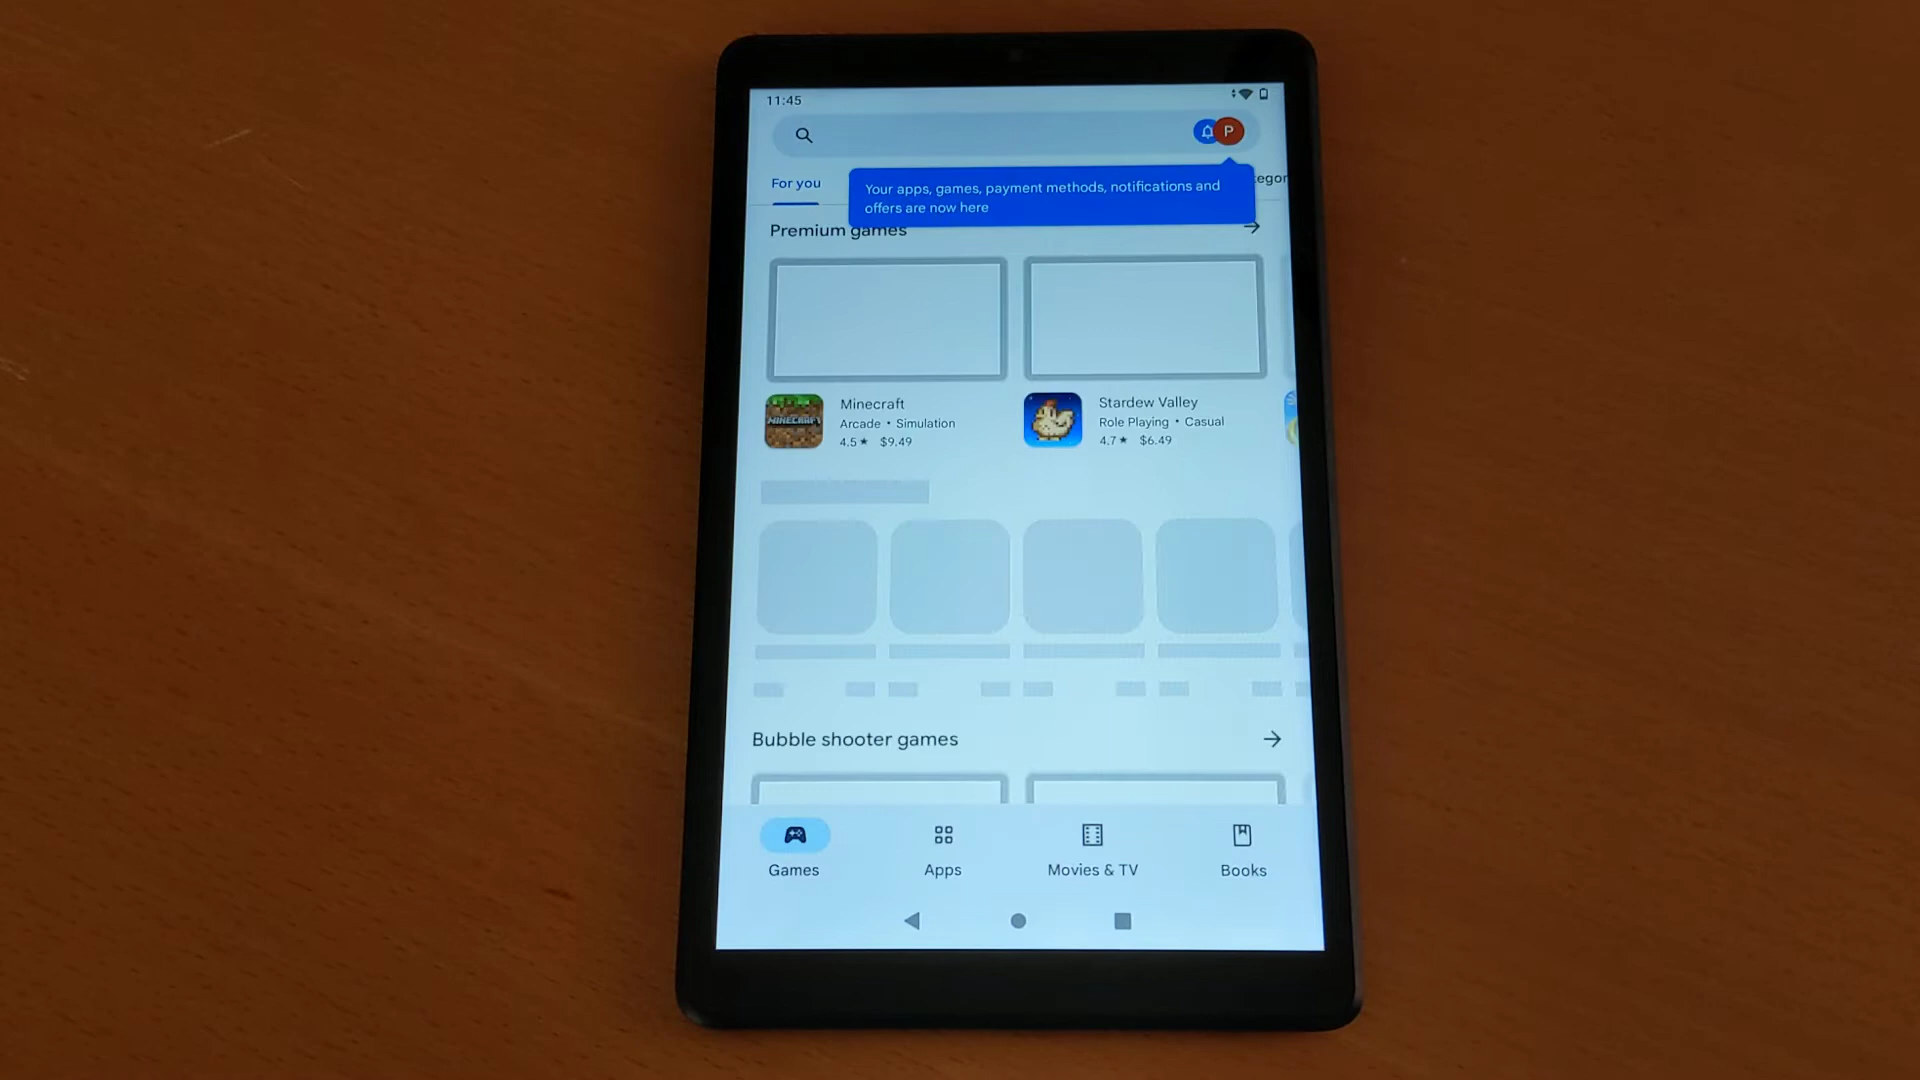 11:45
P
For you
Your apps, games, payment methods, notifications and
offers are now here
egor
Premium games
MINECRAFT
Minecraft
Arcade • Simulation
4.5★ $9.49
Stardew Valley
Role Playing • Casual
4.7★ $6.49
Bubble shooter games
Games
Apps
Movies & TV
Books